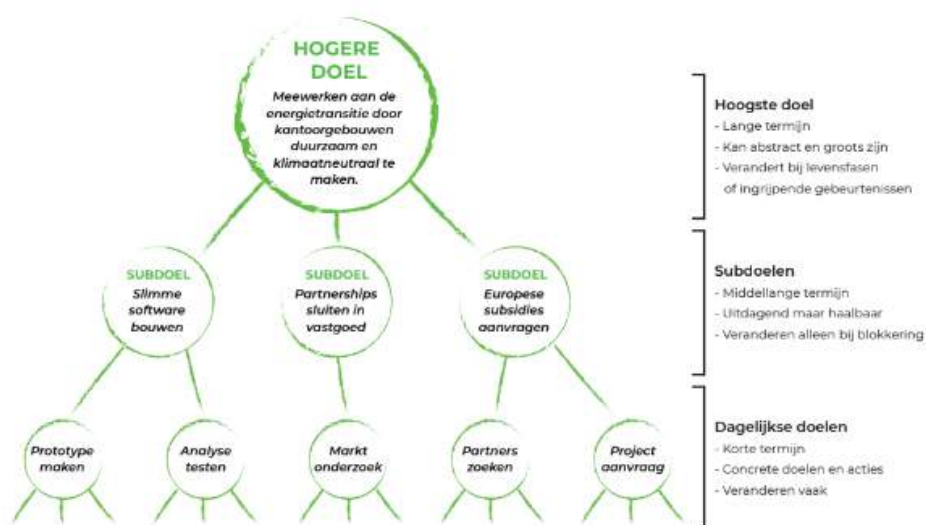 HOGERE
DOEL
Meewerken aan de
energietransitie door
kantoorgebouwen
duurzaam en
klimaatneutraal te
maken.
Hoogste doel
- Lange termijn
- Kan abstract en groots zijn
- Verandert bij levensfasen
of ingrijpende gebeurtenissen
SUBDOEL
Slimme
software
bouwen
SUBDOEL
Partnerships
sluiten in
vastgoed
SUBDOEL
Europese
subsidies
aanvragen
Subdoelen
- Middellange termijn
- Uitdagend maar haalbaar
- Veranderen alleen bij blokkering
Prototype
maken
Analyse
testen
Markt
onderzoek
Partners
zoeken
Project
aanvraag
Dagelijkse doelen
- Korte termijn
- Concrete doelen en acties
- Veranderen vaak